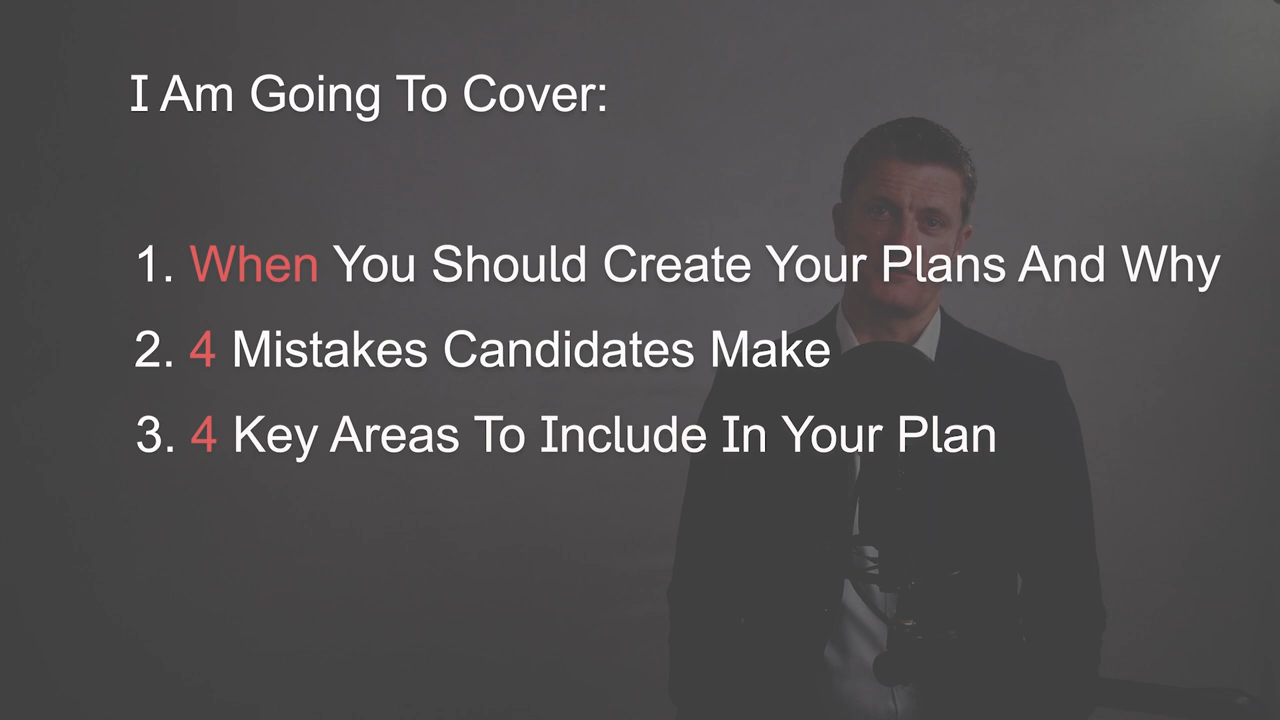 I Am Going To Cover:
1. When You Should Create Your Plans And Why
2. 4 Mistakes Candidates Make
3. 4 Key Areas To Include In Your Plan